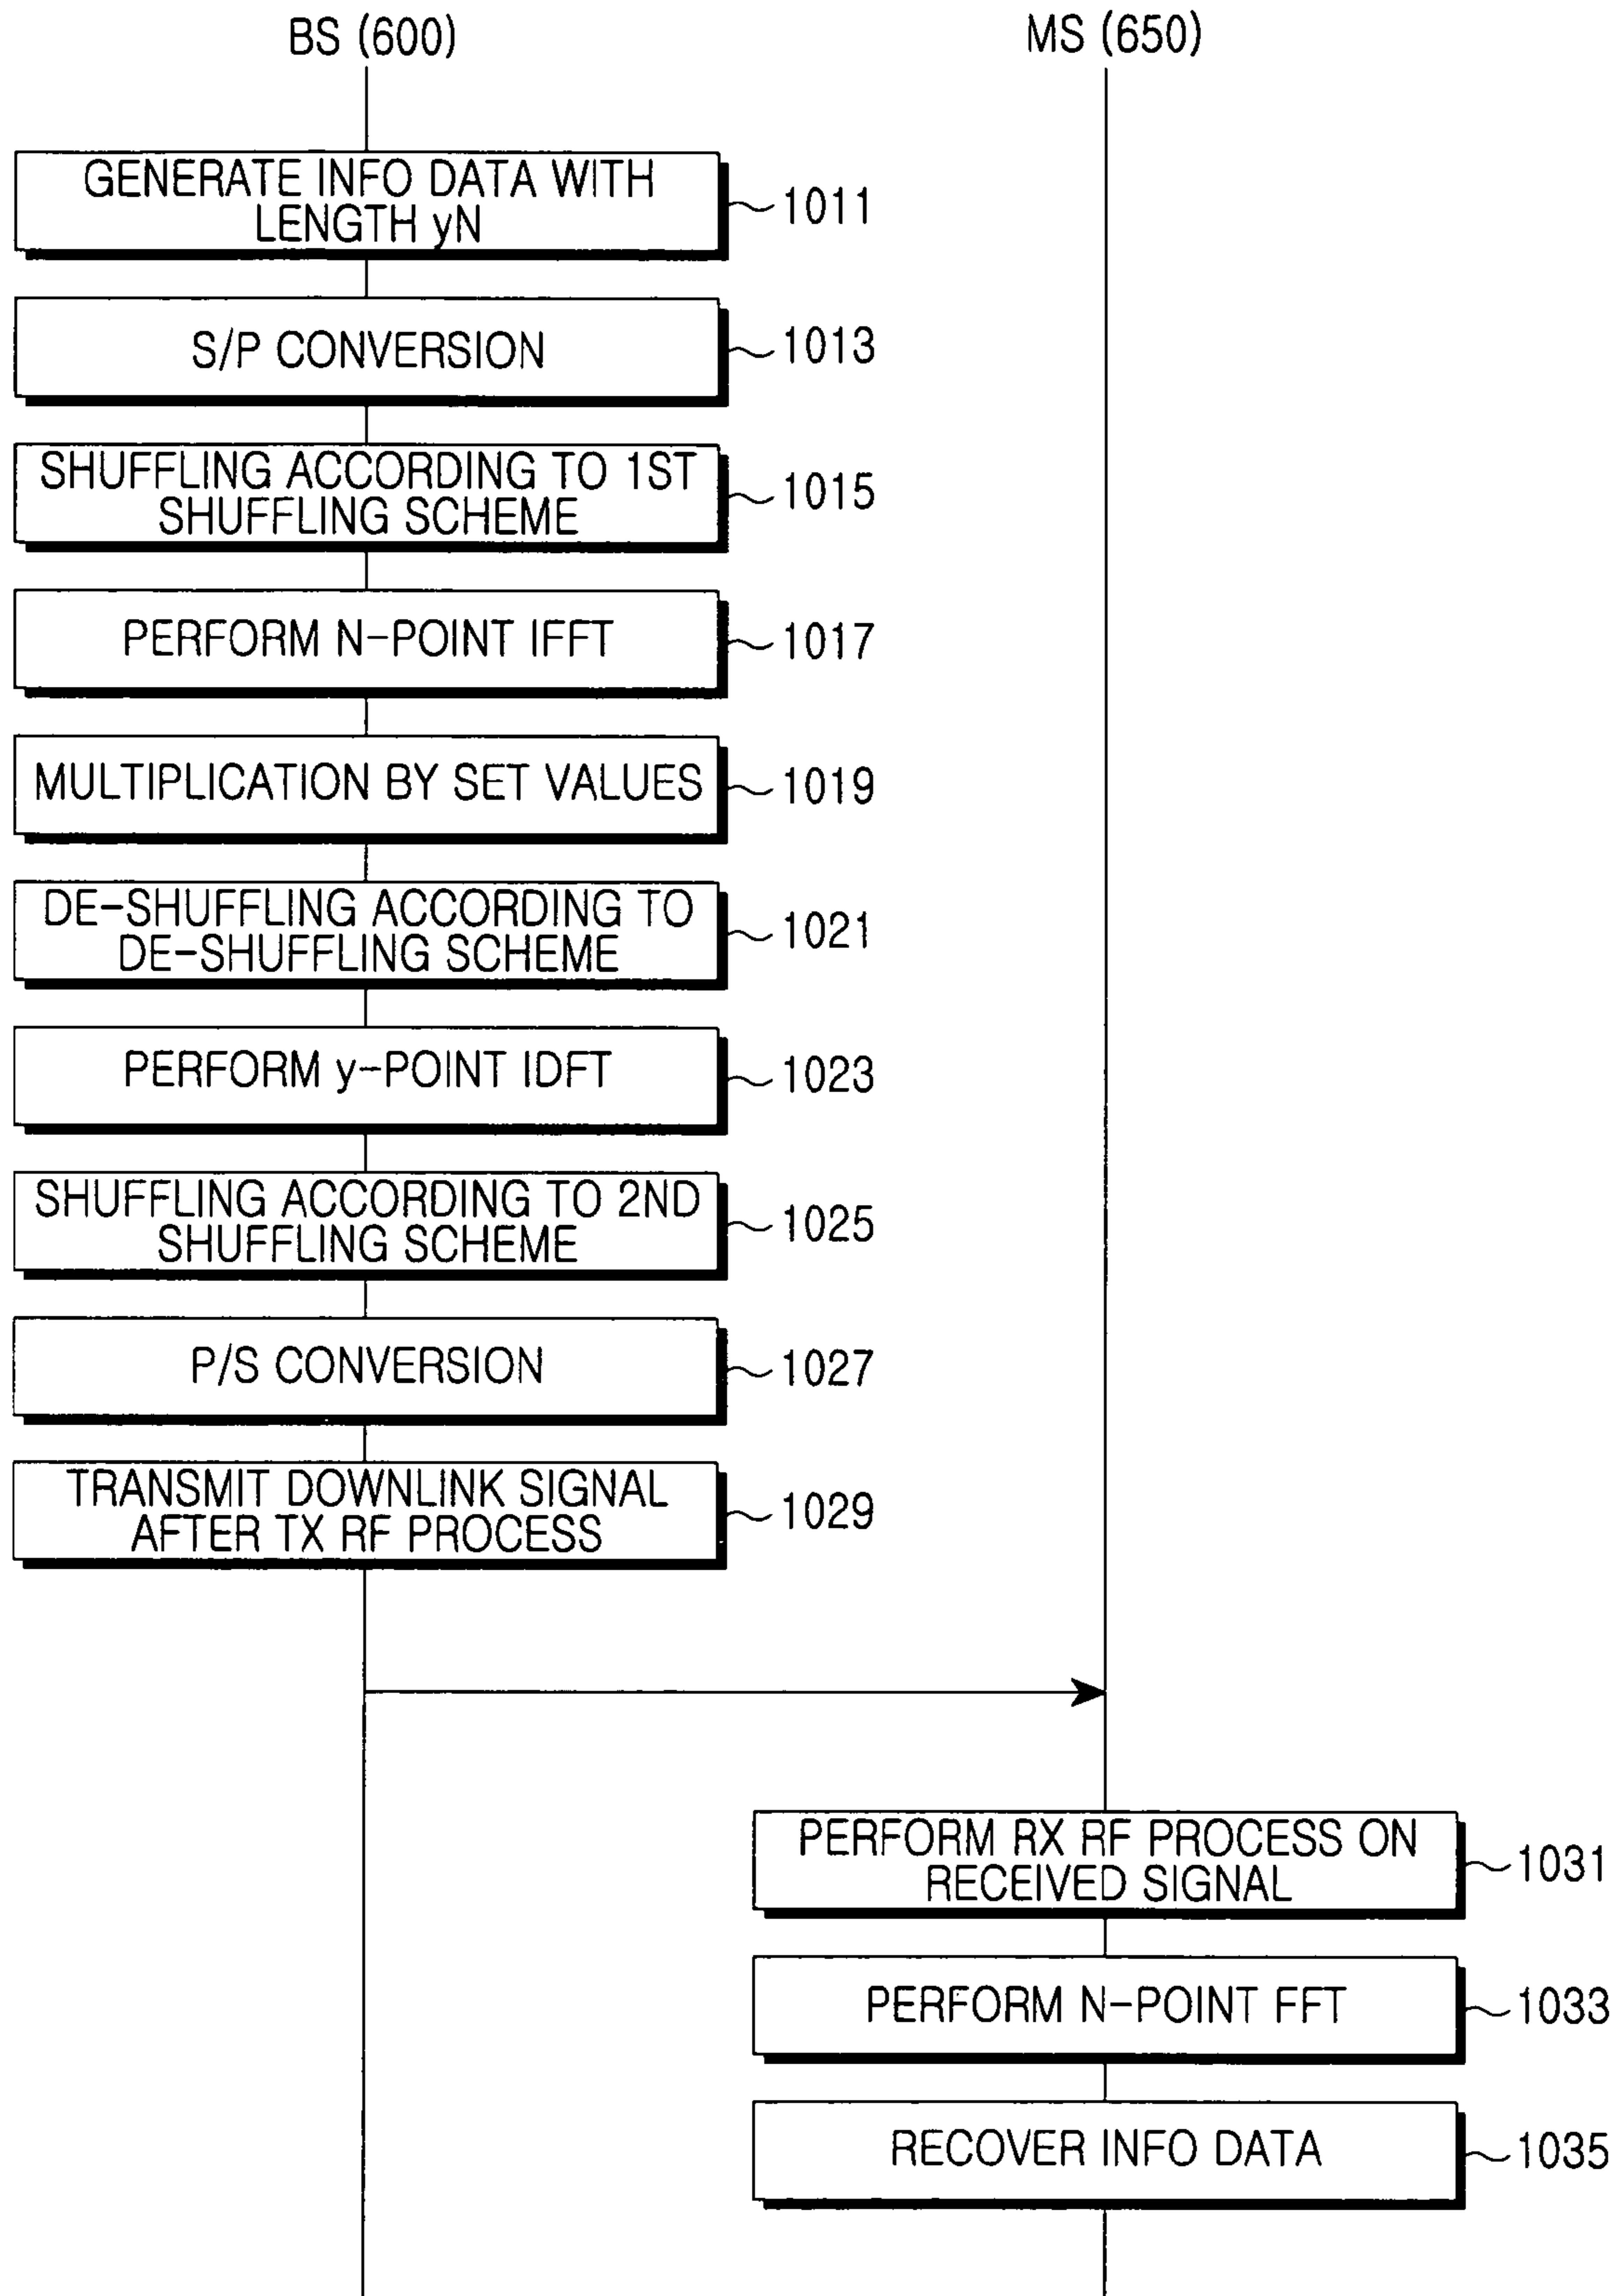 BS (600)
MS (650)
GENERATE INFO DATA WITH
LENGTH yN
1011
S/P CONVERSION
1013
SHUFFLING ACCORDING TO 1ST
SHUFFLING SCHEME
1015
PERFORM N-POINT IFFT
1017
MULTIPLICATION BY SET VALUES
1019
DE-SHUFFLING ACCORDING TO
DE-SHUFFLING SCHEME
1021
PERFORM y-POINT IDFT
1023
SHUFFLING ACCORDING TO 2ND
SHUFFLING SCHEME
1025
P/S CONVERSION
1027
TRANSMIT DOWNLINK SIGNAL
AFTER TX RF PROCESS
1029
PERFORM RX RF PROCESS ON
RECEIVED SIGNAL
1031
PERFORM N-POINT FFT
1033
RECOVER INFO DATA
1035